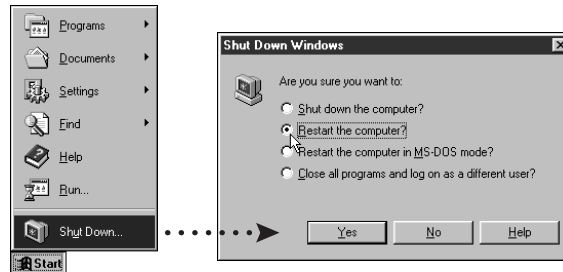 Programs
Documents
Settings
Find
Help
Run...
Shut Down...
Start
Shut Down Windows
Are you sure you want to:
Shut down the computer?
Restart the computer?
Restart the computer in MS-DOS mode?
Close all programs and log on as a different user?
Yes No Help